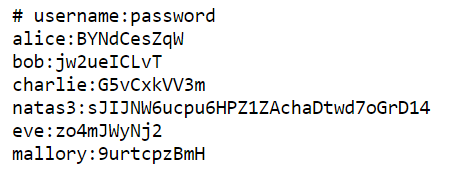 # username:password
alice:BYNdCesZqW
bob:jw2ueICLvT
charlie:G5vCxkVV3m
natas3:sJIJNW6ucpu6HPZ1ZAchaDtwd7oGrD14
eve:zo4mJWyNj2
mallory:9urtcpzBmH